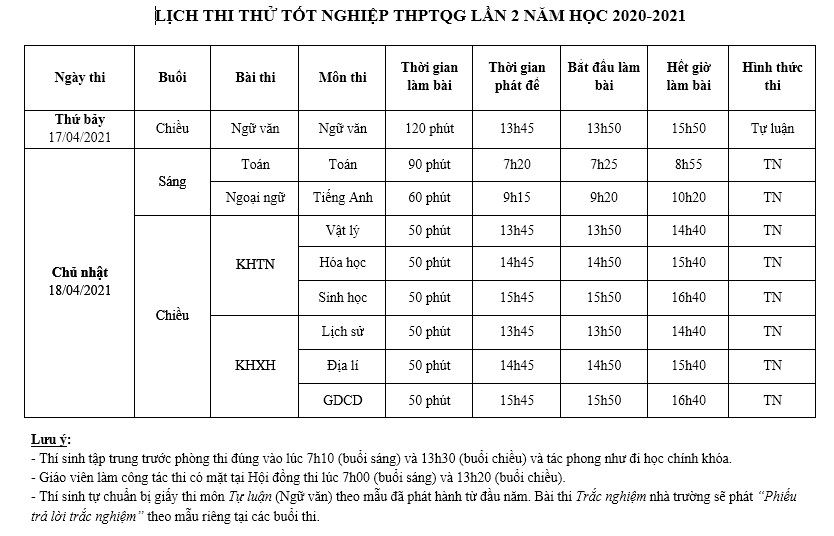 LỊCH THI THỬ TỐT NGHIỆP THPTQG LẦN 2 NĂM HỌC 2020-2021
Ngày thi Buổi Bài thi Môn thi Thời gian làm bài Thời gian phát đề Bắt đầu làm bài Hết giờ làm bài Hình thức thi
Thứ bảy 17/04/2021 Chiều Ngữ văn Ngữ văn 120 phút 13h45 13h50 15h50 Tự luận
Chủ nhật 18/04/2021 Sáng Toán Toán 90 phút 7h20 7h25 8h55 TN
Ngoại ngữ Tiếng Anh 60 phút 9h15 9h20 10h20 TN
Chiều KHTN Vật lý 50 phút 13h45 13h50 14h40 TN
Hóa học 50 phút 14h45 14h50 15h40 TN
Sinh học 50 phút 15h45 15h50 16h40 TN
KHXH Lịch sử 50 phút 13h45 13h50 14h40 TN
Địa lí 50 phút 14h45 14h50 15h40 TN
GDCD 50 phút 15h45 15h50 16h40 TN
Lưu ý:
- Thí sinh tập trung trước phòng thi đúng vào lúc 7h10 (buổi sáng) và 13h30 (buổi chiều) và tác phong như đi học chính khóa.
- Giáo viên làm công tác thi có mặt tại Hội đồng thi lúc 7h00 (buổi sáng) và 13h20 (buổi chiều).
- Thí sinh tự chuẩn bị giấy thi môn Tự luận (Ngữ văn) theo mẫu đã phát hành từ đầu năm. Bài thi Trắc nghiệm nhà trường sẽ phát “Phiếu
trả lời trắc nghiệm” theo mẫu riêng tại các buổi thi.